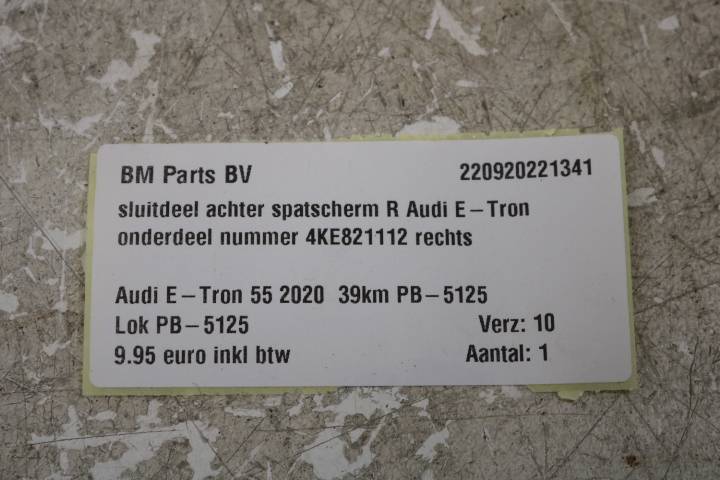 BM Parts BV 220920221341
sluitdeel achter spatscherm R Audi E-Tron
onderdeel nummer 4KE821112 rechts
Audi E-Tron 55 2020 39km PB-5125
Lok PB-5125 Verz: 10
9.95 euro inkl btw Aantal: 1